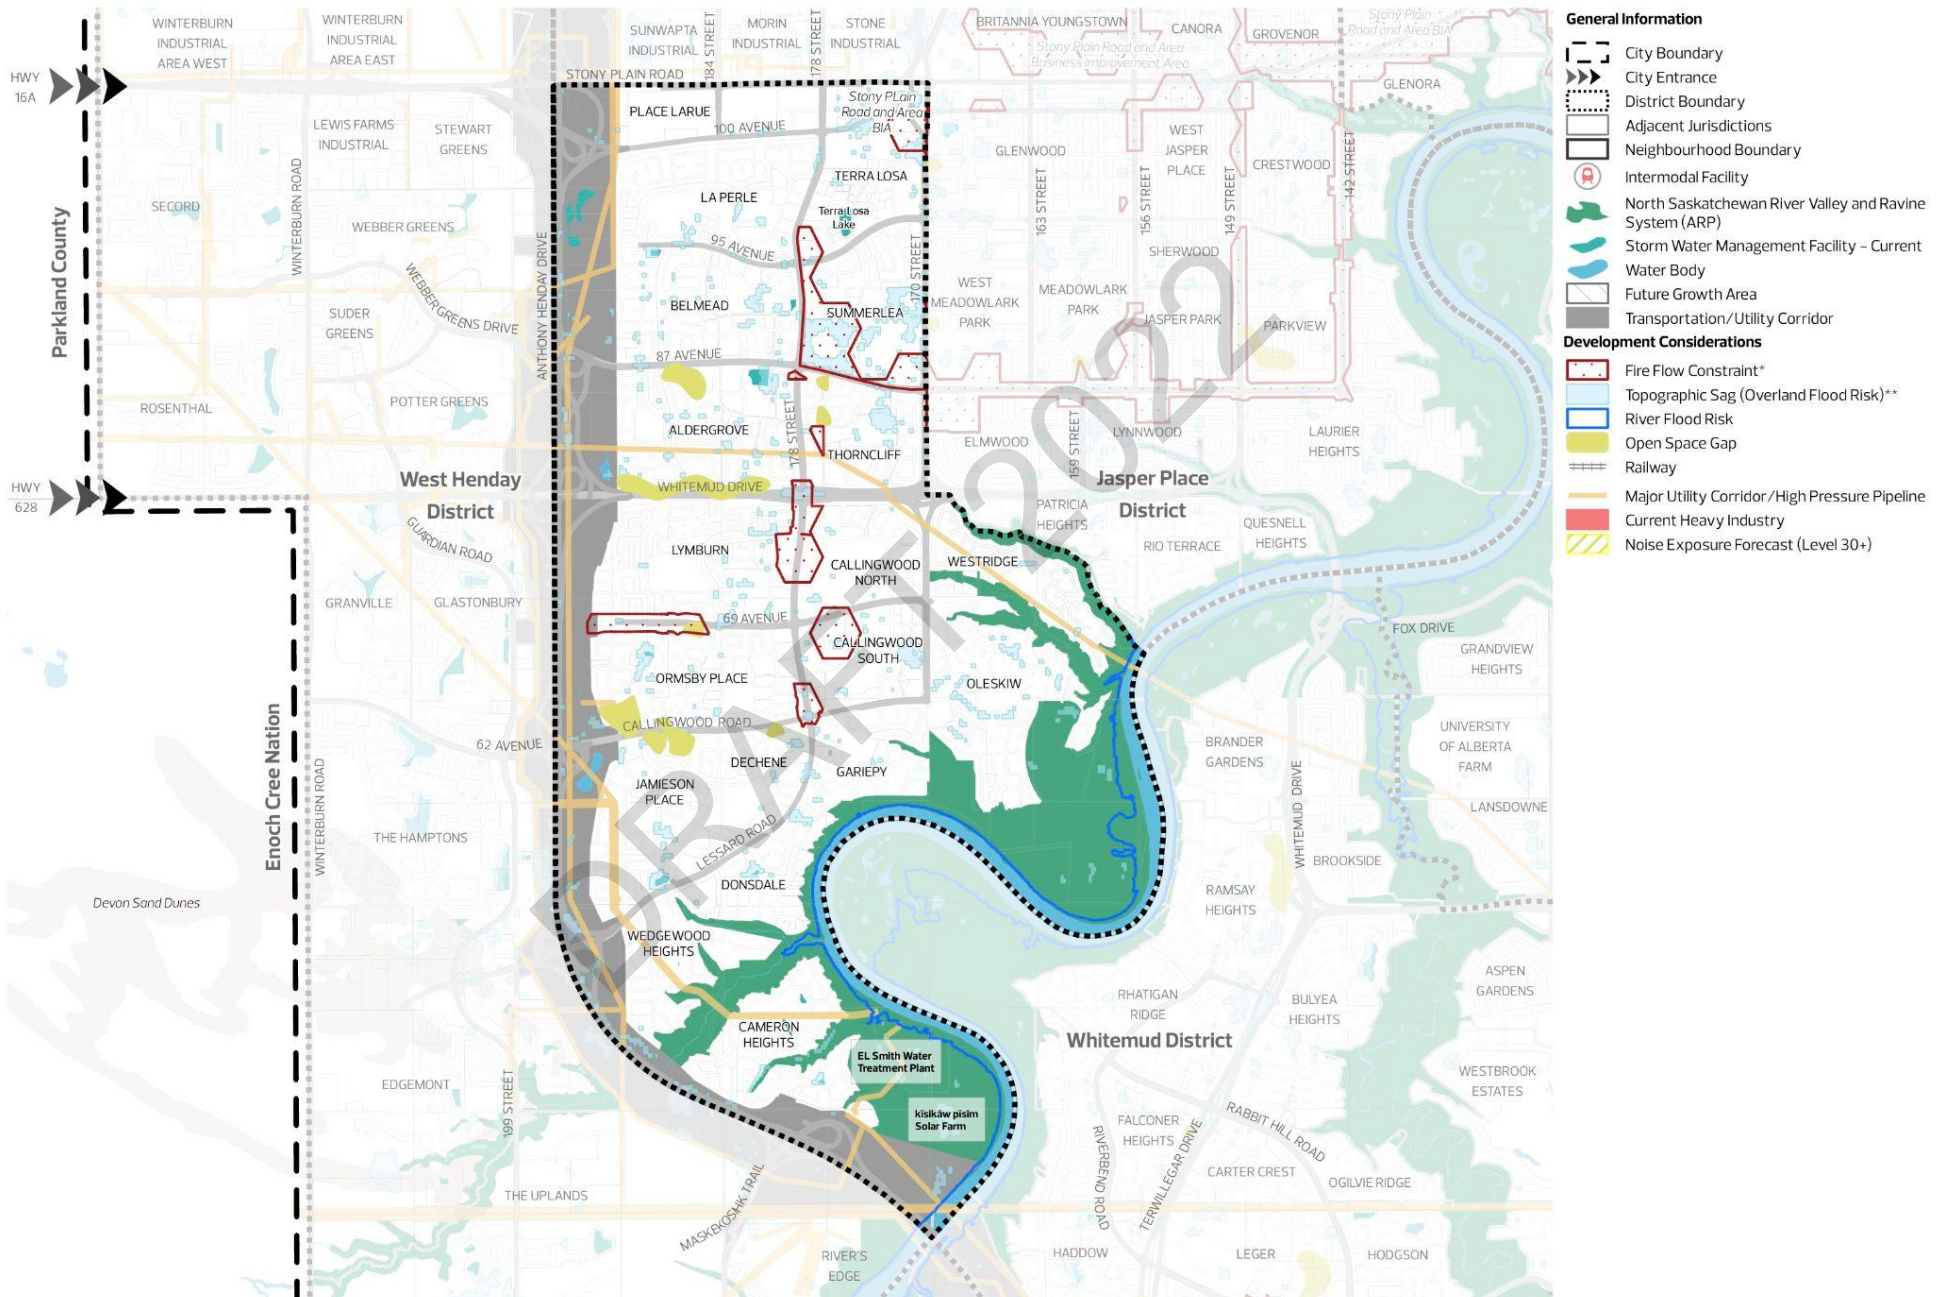 WINTERBURN
INDUSTRIAL
AREA WEST
WINTERBURN
INDUSTRIAL
AREA EAST
SUNWAPTA
INDUSTRIAL
184 STREET
MORIN
INDUSTRIAL
178 STREET
STONE
INDUSTRIAL
BRITANNIA YOUNGSTOWN
CANORA
GROVENOR
Stony Plain
Road and Area BIA
Stony Plain Road and Area
Business Improvement Area
HWY
16A
STONY PLAIN ROAD
GLENORA
PLACE LARUE
Stony PLain
Road and Area
BIA
100 AVENUE
LEWIS FARMS
INDUSTRIAL
STEWART
GREENS
GLENWOOD
WEST
JASPER
PLACE
CRESTWOOD
142 STREET
TERRA LOSA
LA PERLE
Terra Losa
Lake
163 STREET
156 STREET
149 STREET
SECORD
WINTERBURN ROAD
WEBBER GREENS
95 AVENUE
170 STREET
SHERWOOD
Parkland County
WEBBER GREENS DRIVE
ANTHONY HENDAY DRIVE
BELMEAD
SUMMERLEA
WEST
MEADOWLARK
PARK
MEADOWLARK
PARK
JASPER PARK
PARKVIEW
SUDER
GREENS
87 AVENUE
ROSENTHAL
POTTER GREENS
ALDERGROVE
178 STREET
THORNCLIFF
ELMWOOD
159 STREET
LYNNWOOD
LAURIER
HEIGHTS
West Henday
District
WHITEMUD DRIVE
Jasper Place
District
HWY
628
PATRICIA
HEIGHTS
QUESNELL
HEIGHTS
RIO TERRACE
GUARDIAN ROAD
LYMBURN
CALLINGWOOD
NORTH
WESTRIDGE
GRANVILLE
GLASTONBURY
69 AVENUE
CALLINGWOOD
SOUTH
FOX DRIVE
GRANDVIEW
HEIGHTS
ORMSBY PLACE
OLESKIW
Enoch Cree Nation
CALLINGWOOD ROAD
62 AVENUE
UNIVERSITY
OF ALBERTA
FARM
BRANDER
GARDENS
DECHENE
GARIEPY
JAMIESON
PLACE
WHITEMUD DRIVE
LANSDOWNE
WINTERBURN ROAD
THE HAMPTONS
LESSARD ROAD
BROOKSIDE
DONSDALE
RAMSAY
HEIGHTS
Devon Sand Dunes
WEDGEWOOD
HEIGHTS
ASPEN
GARDENS
RHATIGAN
RIDGE
BULYEA
HEIGHTS
CAMERON
HEIGHTS
Whitemud District
EL Smith Water
Treatment Plant
EDGEMONT
WESTBROOK
ESTATES
199 STREET
kīsikāw pīsim
Solar Farm
FALCONER
HEIGHTS
RABBIT HILL ROAD
RIVERBEND ROAD
TERWILLEGAR DRIVE
CARTER CREST
OGILVIE RIDGE
THE UPLANDS
MASKEKOSIHK TRAIL
RIVER'S
EDGE
HADDOW
LEGER
HODGSON
DRAFT 2022
General Information
City Boundary
City Entrance
District Boundary
Adjacent Jurisdictions
Neighbourhood Boundary
Intermodal Facility
North Saskatchewan River Valley and Ravine
System (ARP)
Storm Water Management Facility – Current
Water Body
Future Growth Area
Transportation/Utility Corridor
Development Considerations
Fire Flow Constraint*
Topographic Sag (Overland Flood Risk)**
River Flood Risk
Open Space Gap
Railway
Major Utility Corridor/High Pressure Pipeline
Current Heavy Industry
Noise Exposure Forecast (Level 30+)